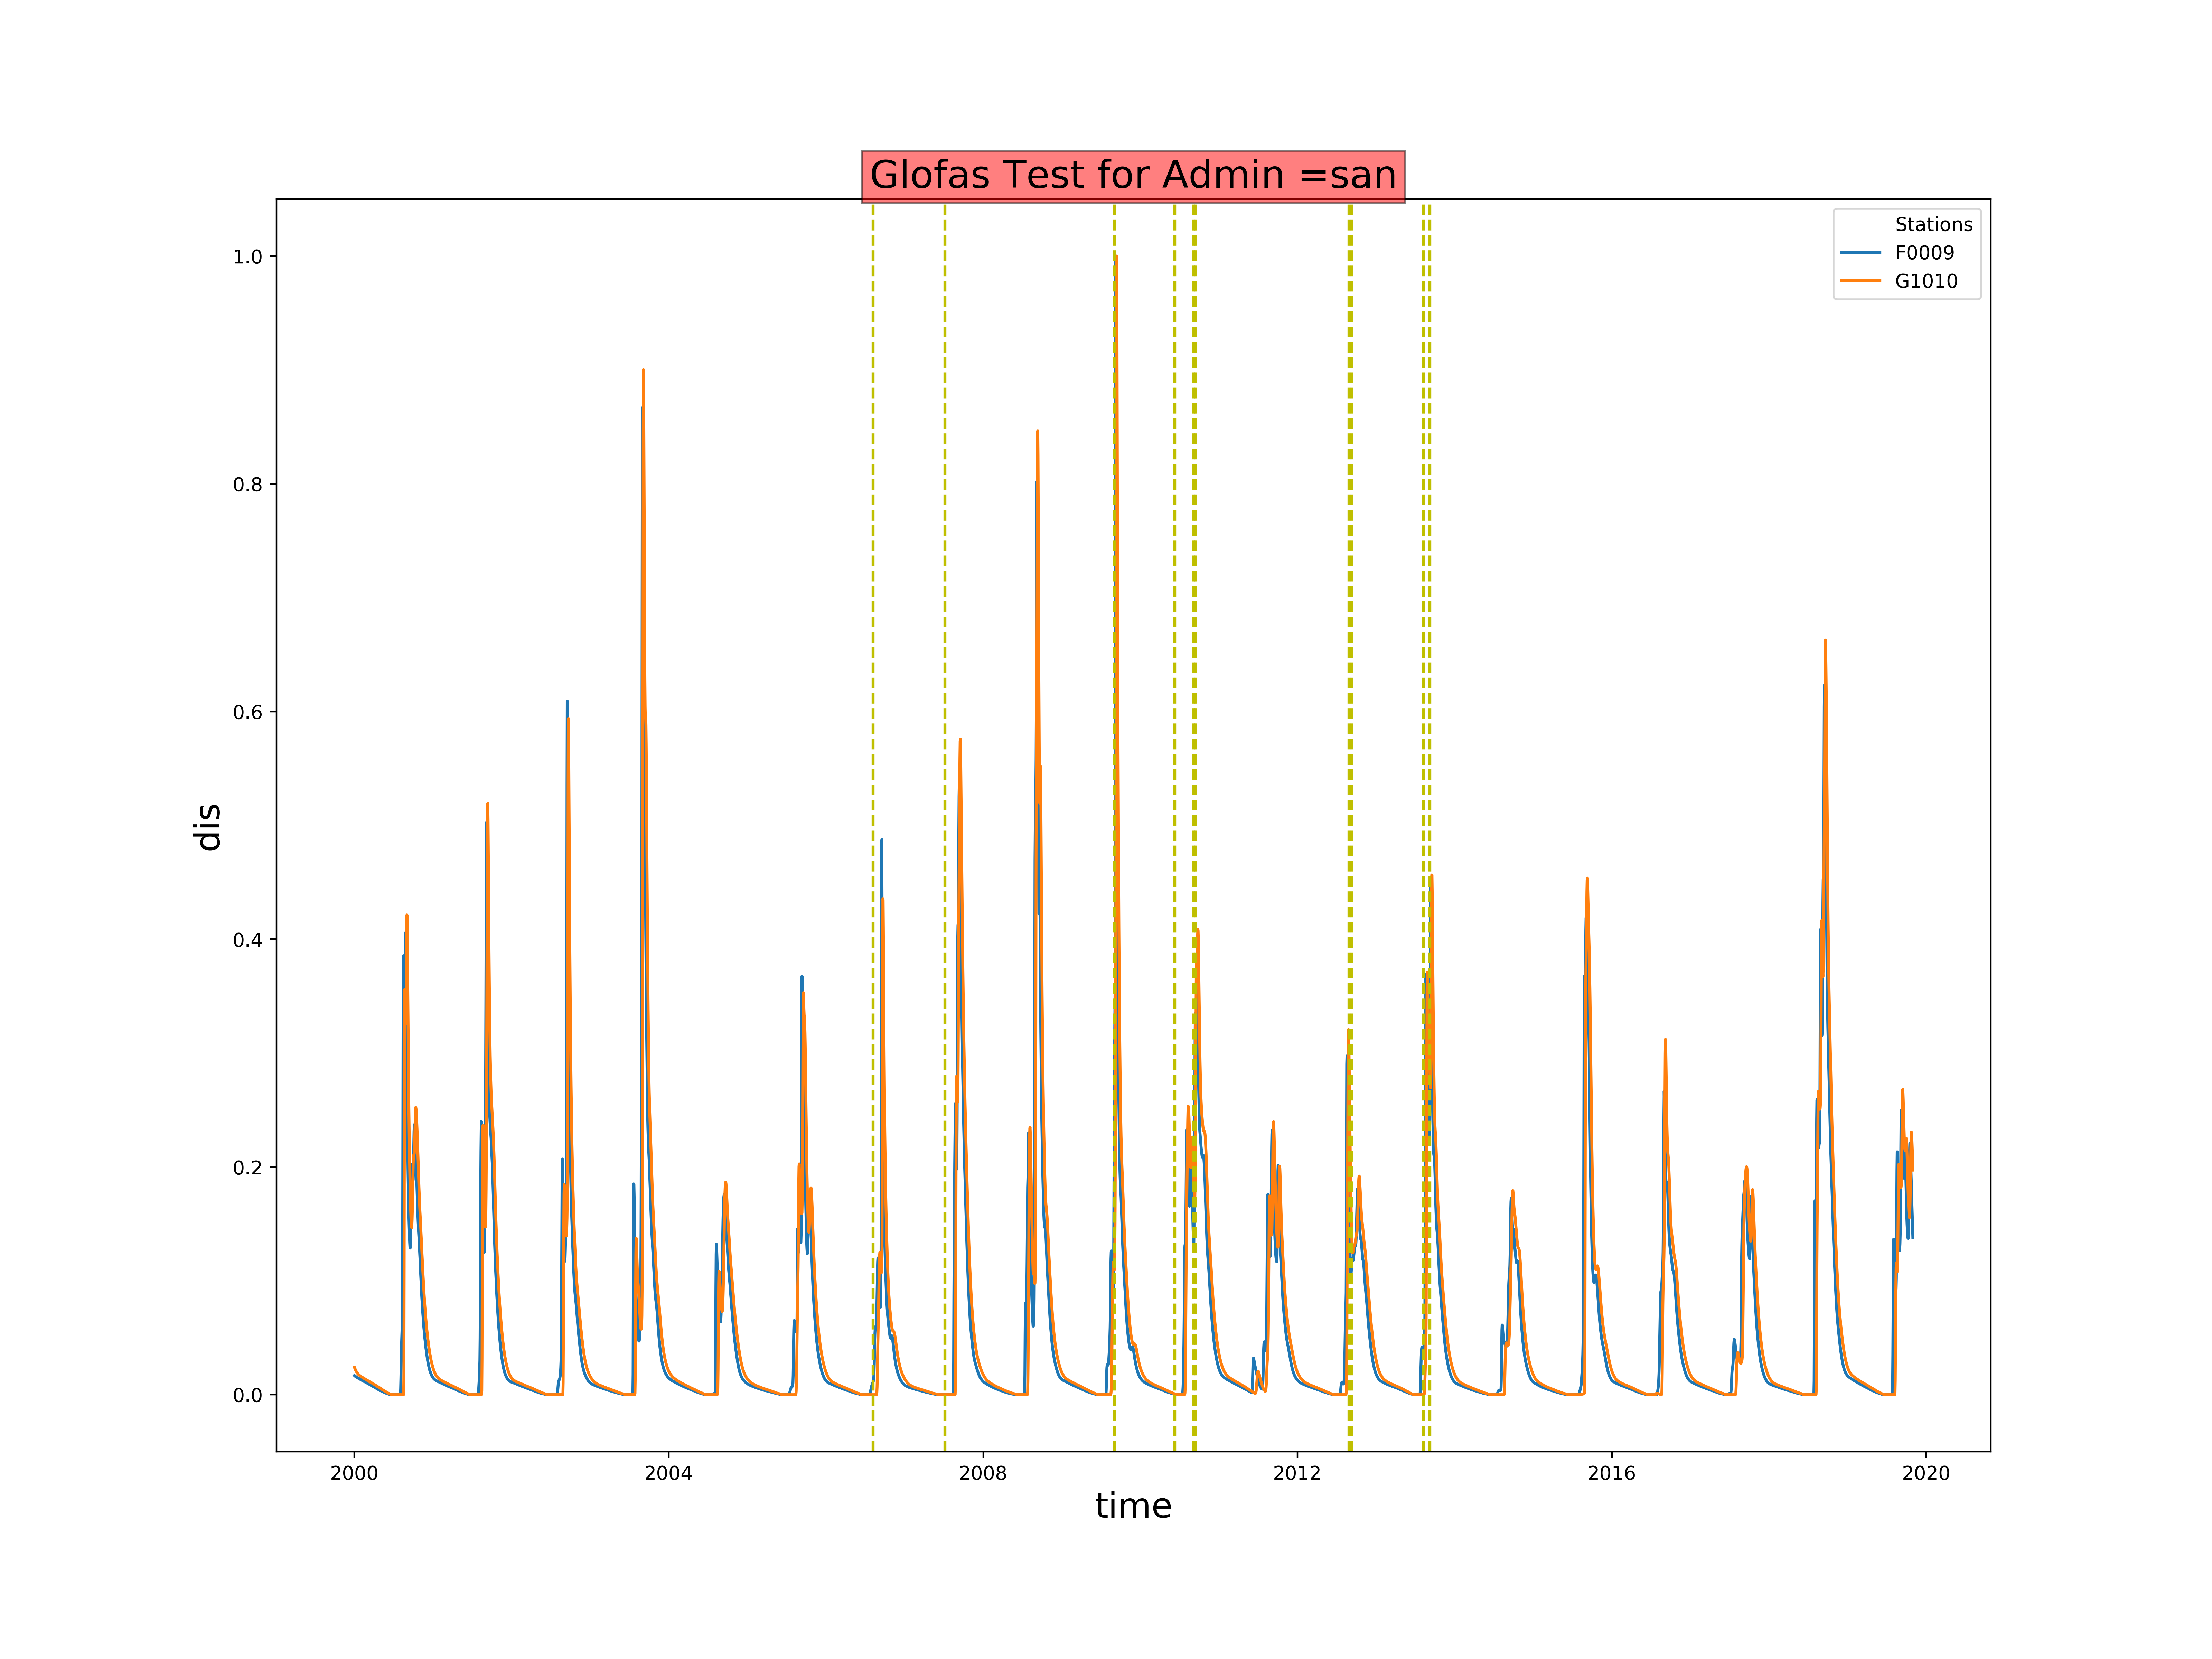 Glofas Test for Admin =san
Stations
F0009
G1010
dis
1.0
0.8
0.6
0.4
0.2
0.0
2000 2004 2008 2012 2016 2020
time